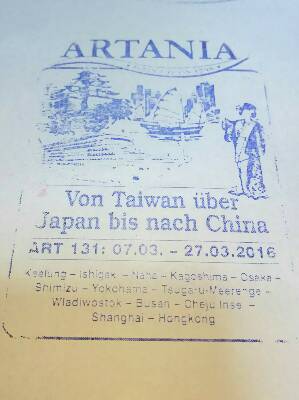 ARTANIA
Von Taiwan über
Japan bis nach China
ART 131: 07.03. – 27.03.2016
Keelung – Ishigaki – Naha – Kagoshima – Osaka –
Shimizu – Yokohama – Tsugaru-Meerenge –
Wladiwostok – Busan – Cheju Insel –
Shanghai – Hongkong